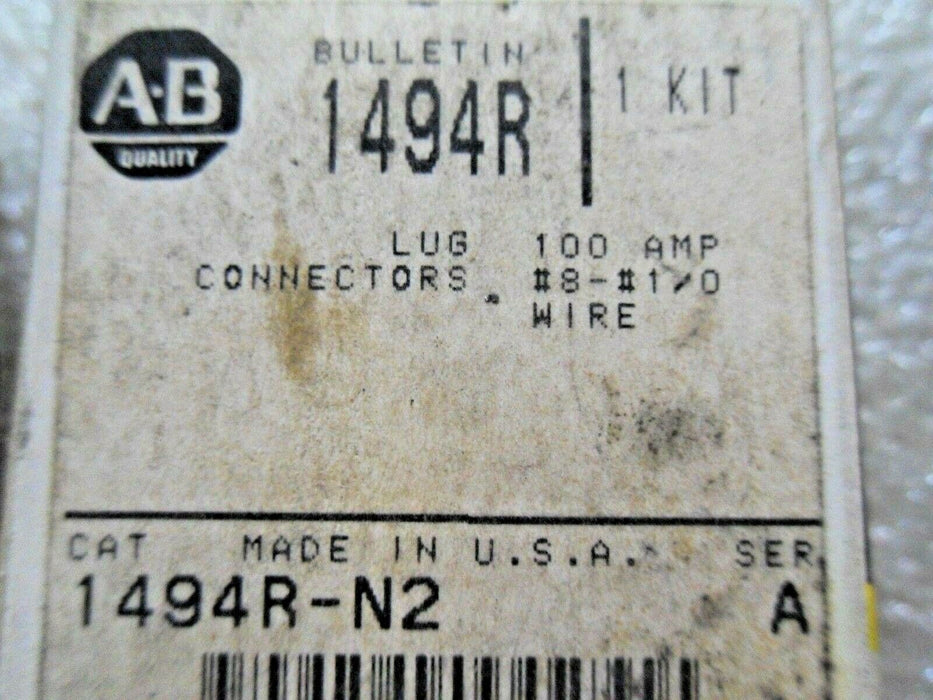 A-B
QUALITY
BULLETIN
1494R
1 KIT
LUG 100 AMP
CONNECTORS #8-#1/0
WIRE
CAT MADE IN U.S.A. SER
1494R-N2 A